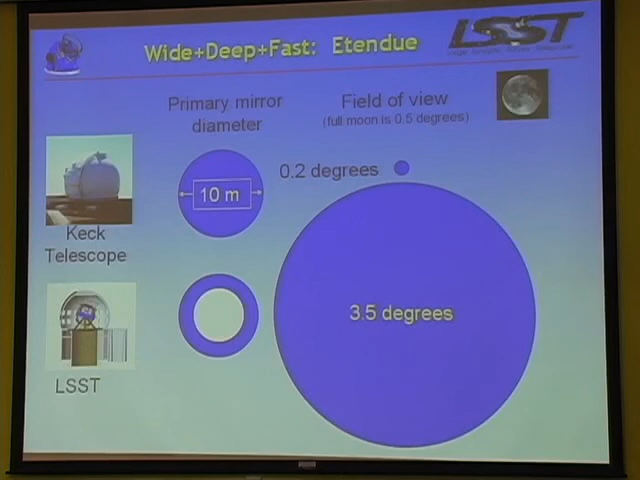 Wide+Deep+Fast: Etendue
LSST
Primary mirror
diameter
Field of view
(full moon is 0.5 degrees)
0.2 degrees
10 m
Keck
Telescope
3.5 degrees
LSST